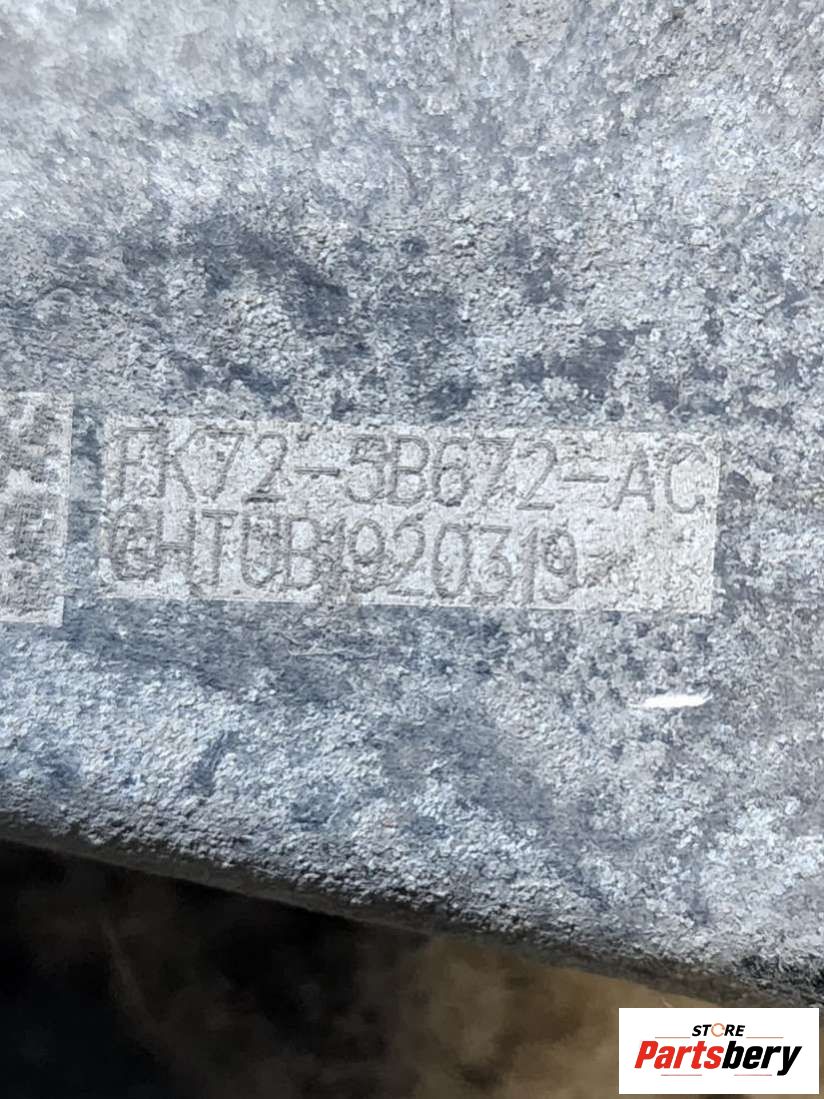 FK72-5B672-AC
GHTUB1920319
STORE
Partsbery